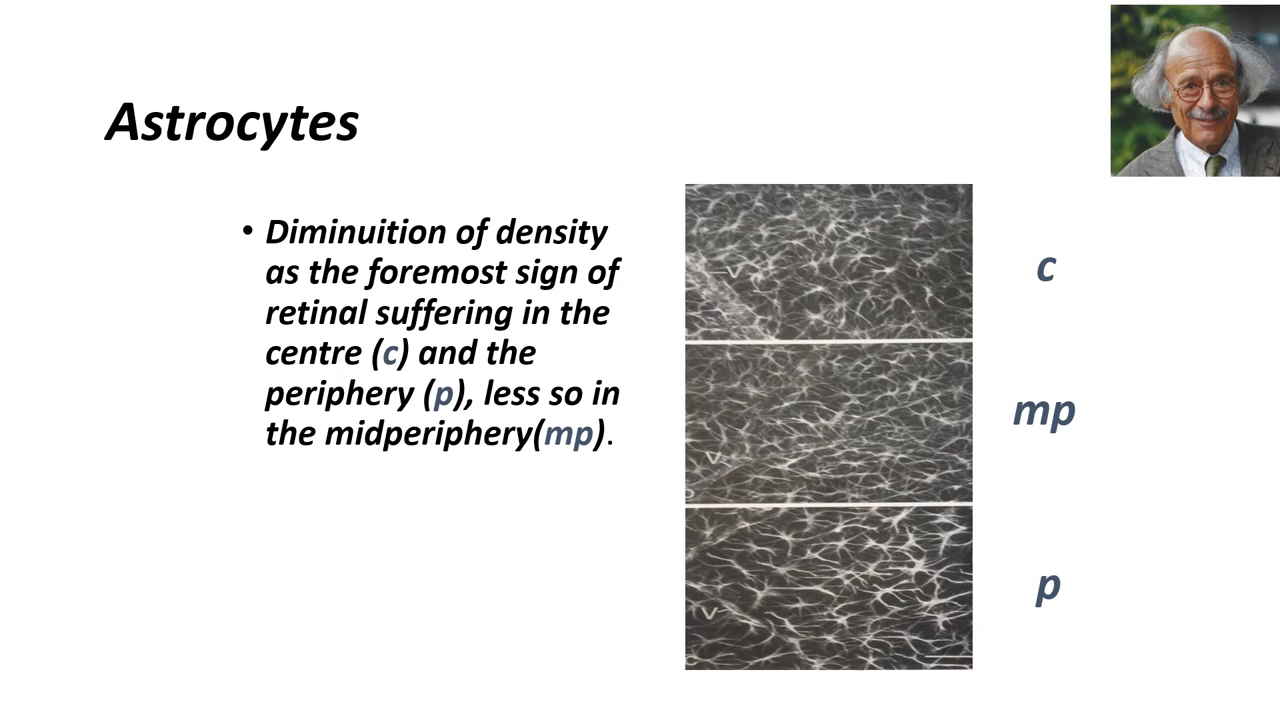 Astrocytes
• Diminuition of density
as the foremost sign of
retinal suffering in the
centre (c) and the
periphery (p), less so in
the midperiphery(mp).
V
c
V
mp
V
p